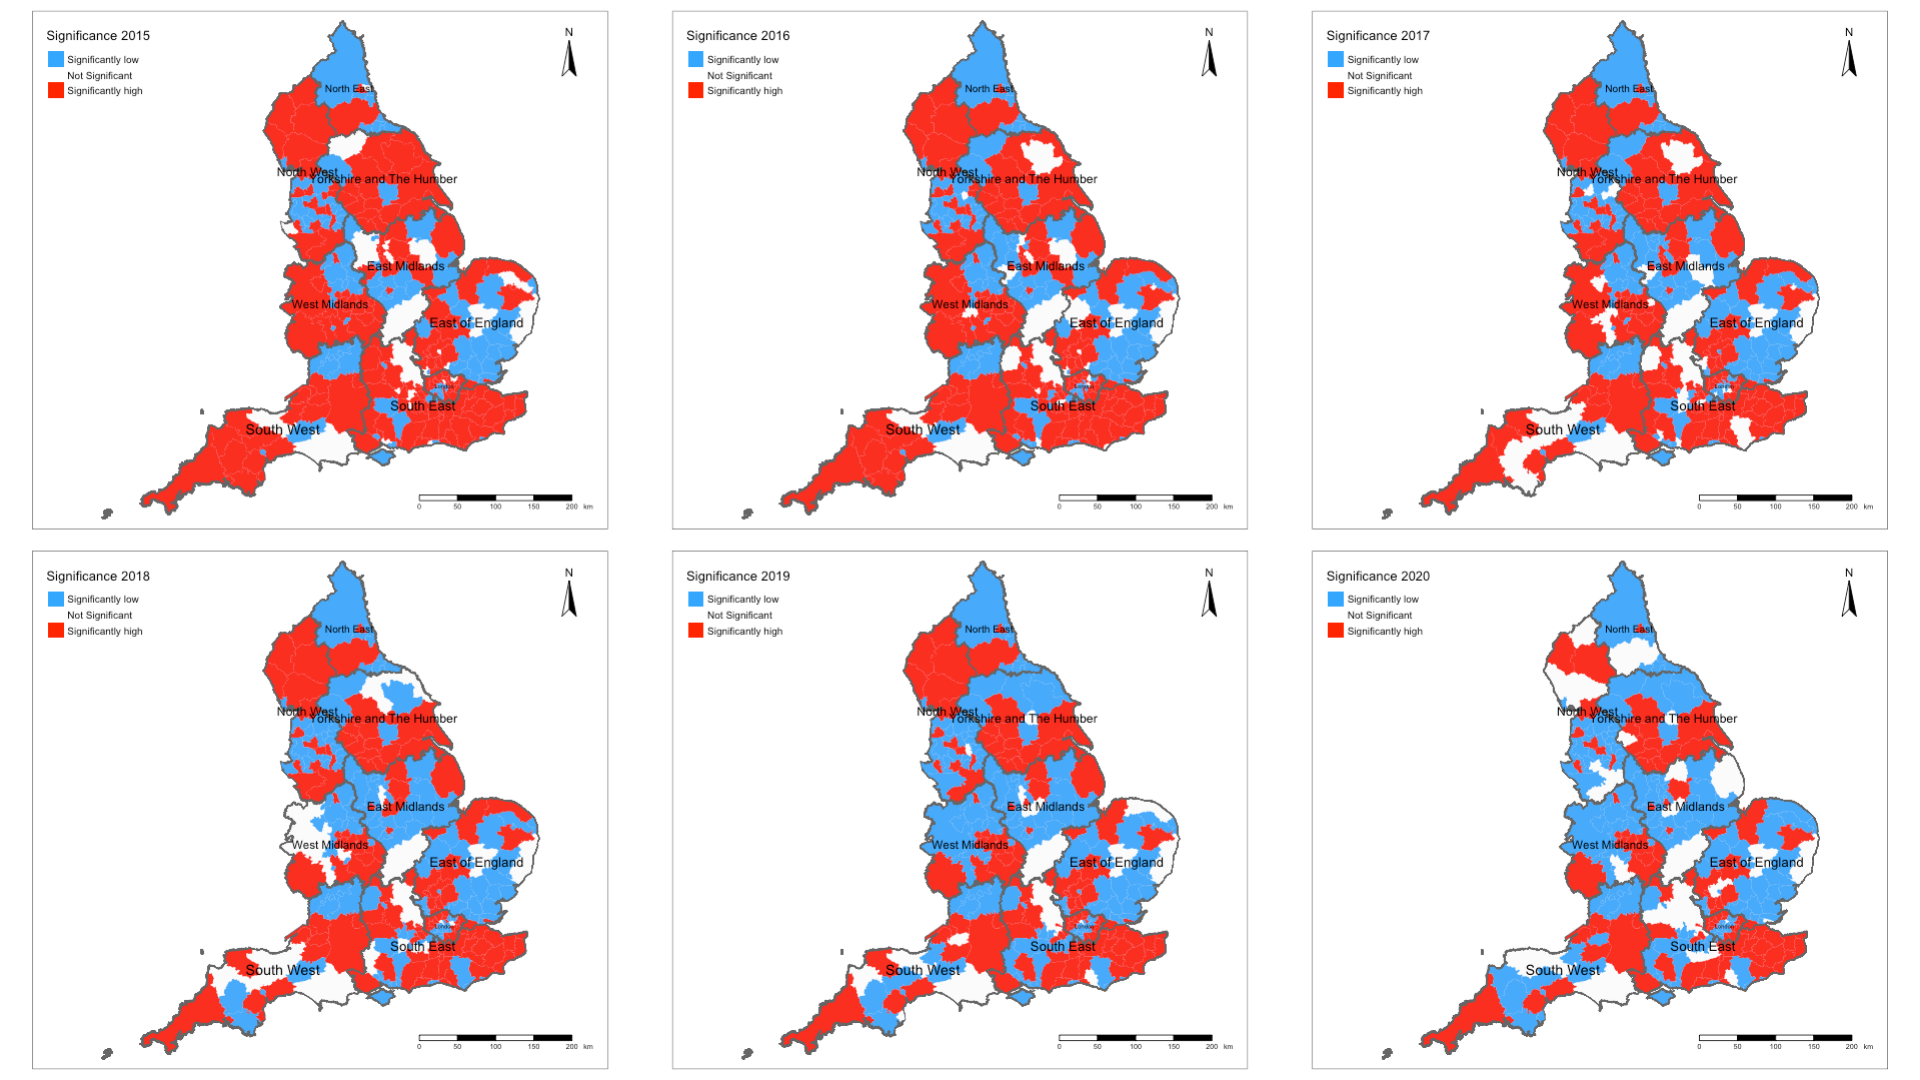 Significance 2015
N
Significantly low
Not Significant
Significantly high
North East
North West
Yorkshire and The Humber
East Midlands
West Midlands
East of England
London
South East
South West
0 50 100 150 200 km
Significance 2016
N
Significantly low
Not Significant
Significantly high
North East
North West
Yorkshire and The Humber
East Midlands
West Midlands
East of England
London
South East
South West
0 50 100 150 200 km
Significance 2017
N
Significantly low
Not Significant
Significantly high
North East
North West
Yorkshire and The Humber
East Midlands
West Midlands
East of England
London
South East
South West
0 50 100 150 200 km
Significance 2018
N
Significantly low
Not Significant
Significantly high
North East
North West
Yorkshire and The Humber
East Midlands
West Midlands
East of England
London
South East
South West
0 50 100 150 200 km
Significance 2019
N
Significantly low
Not Significant
Significantly high
North East
North West
Yorkshire and The Humber
East Midlands
West Midlands
East of England
London
South East
South West
0 50 100 150 200 km
Significance 2020
N
Significantly low
Not Significant
Significantly high
North East
North West
Yorkshire and The Humber
East Midlands
West Midlands
East of England
London
South East
South West
0 50 100 150 200 km